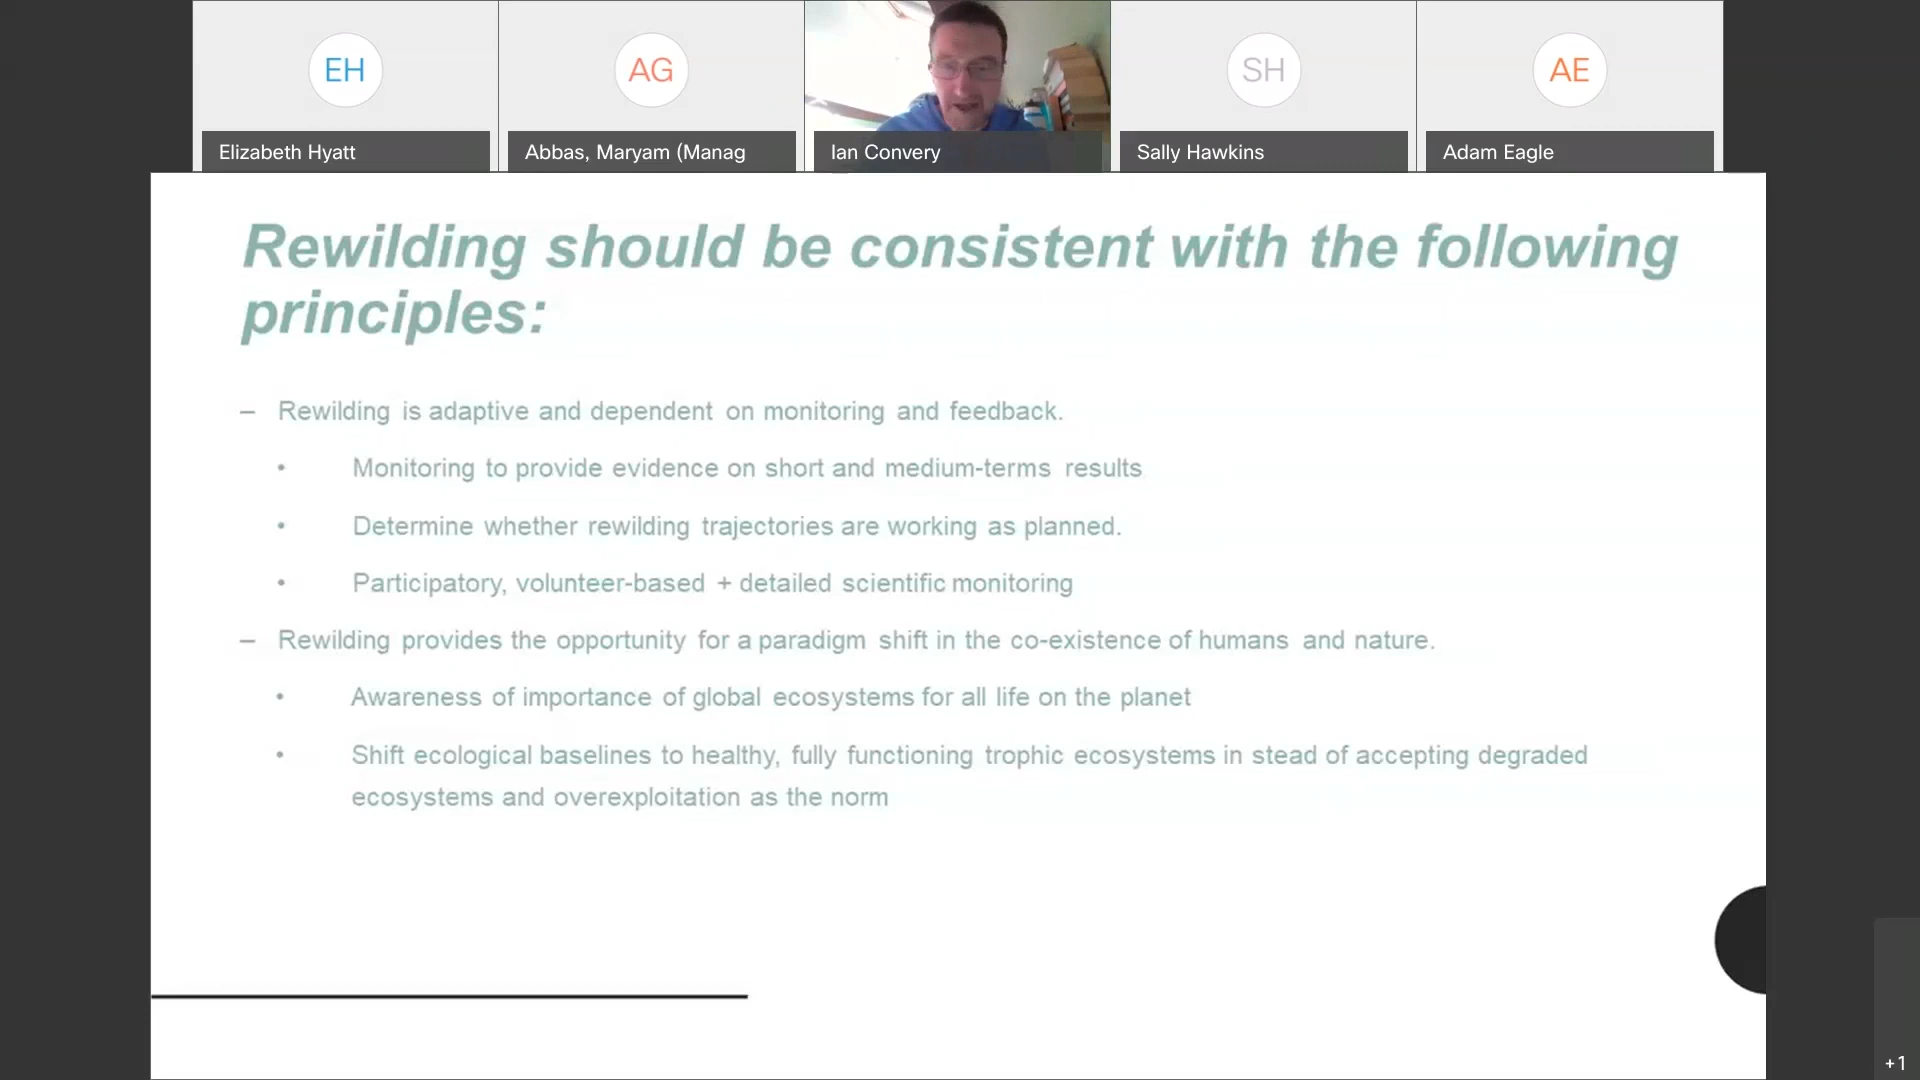 EH
AG
SH
AE
Elizabeth Hyatt
Abbas, Maryam (Manag
Ian Convery
Sally Hawkins
Adam Eagle
Rewilding should be consistent with the following
principles:
– Rewilding is adaptive and dependent on monitoring and feedback.
• Monitoring to provide evidence on short and medium-terms results
• Determine whether rewilding trajectories are working as planned.
• Participatory, volunteer-based + detailed scientific monitoring
– Rewilding provides the opportunity for a paradigm shift in the co-existence of humans and nature.
• Awareness of importance of global ecosystems for all life on the planet
• Shift ecological baselines to healthy, fully functioning trophic ecosystems in stead of accepting degraded
ecosystems and overexploitation as the norm
+1